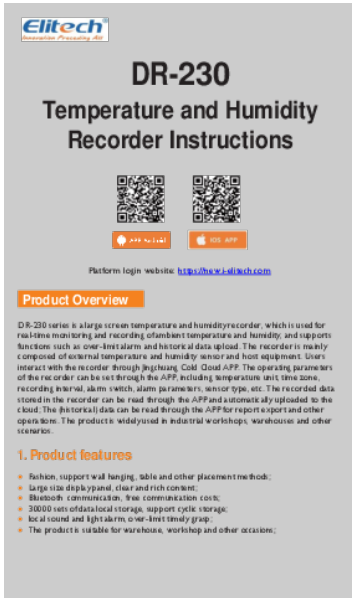 Elitech®
Innovation Preceding All
DR-230
Temperature and Humidity
Recorder Instructions
APP Android
IOS APP
Platform login website: https://new.i-elitech.com
Product Overview
DR-230 series is a large screen temperature and humidity recorder, which is used for
real-time monitoring and recording of ambient temperature and humidity, and supports
functions such as over-limit alarm and historical data upload. The recorder is mainly
composed of external temperature and humidity sensor and host equipment. Users
interact with the recorder through Jingchuang Cold Cloud APP. The operating parameters
of the recorder can be set through the APP, including temperature unit, time zone,
recording interval, alarm switch, alarm parameters, sensor type, etc. The recorded data
stored in the recorder can be read through the APP and automatically uploaded to the
cloud; The (historical) data can be read through the APP for report export and other
operations. The product is widely used in industrial workshops, warehouses and other
scenarios.
1. Product features
Fashion, support wall hanging, table and other placement methods;
Large size display panel, clear and rich content;
Bluetooth communication, free communication costs;
30000 sets of data local storage, support cyclic storage;
local sound and light alarm, over-limit timely grasp;
The product is suitable for warehouse, workshop and other occasions;